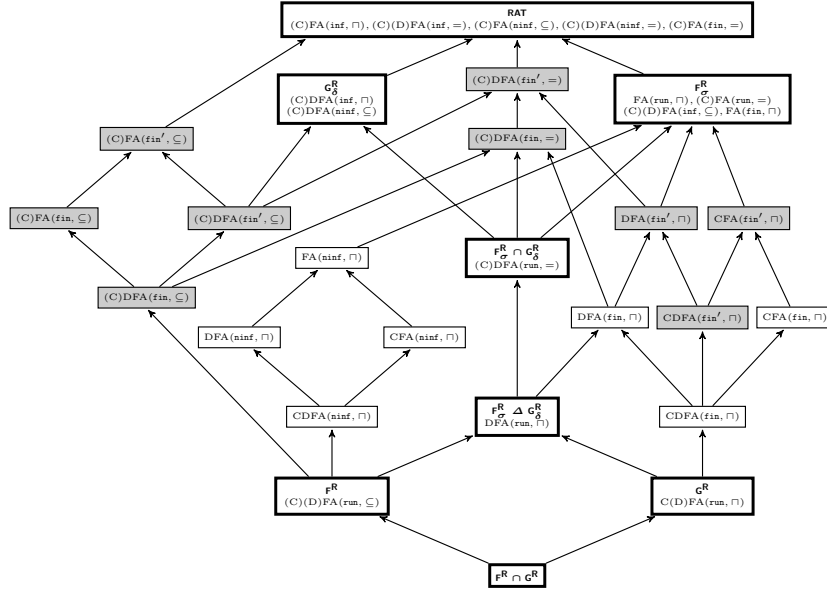 RAT
(C)FA(inf, ⊓), (C)(D)FA(inf, =), (C)FA(ninf, ⊆), (C)(D)FA(ninf, =), (C)FA(fin, =)
(C)DFA(fin′, =)
G^R_δ
(C)DFA(inf, ⊓)
(C)DFA(ninf, ⊆)
F^R_σ
FA(run, ⊓), (C)FA(run, =)
(C)(D)FA(inf, ⊆), FA(fin, ⊓)
(C)FA(fin′, ⊆)
(C)DFA(fin, =)
(C)FA(fin, ⊆)
(C)DFA(fin′, ⊆)
DFA(fin′, ⊓)
CFA(fin′, ⊓)
FA(ninf, ⊓)
F^R_σ ∩ G^R_δ
(C)DFA(run, =)
(C)DFA(fin, ⊆)
DFA(ninf, ⊓)
CFA(ninf, ⊓)
DFA(fin, ⊓)
CDFA(fin′, ⊓)
CFA(fin, ⊓)
CDFA(ninf, ⊓)
F^R_σ Δ G^R_δ
DFA(run, ⊓)
CDFA(fin, ⊓)
F^R
(C)(D)FA(run, ⊆)
G^R
C(D)FA(run, ⊓)
F^R ∩ G^R